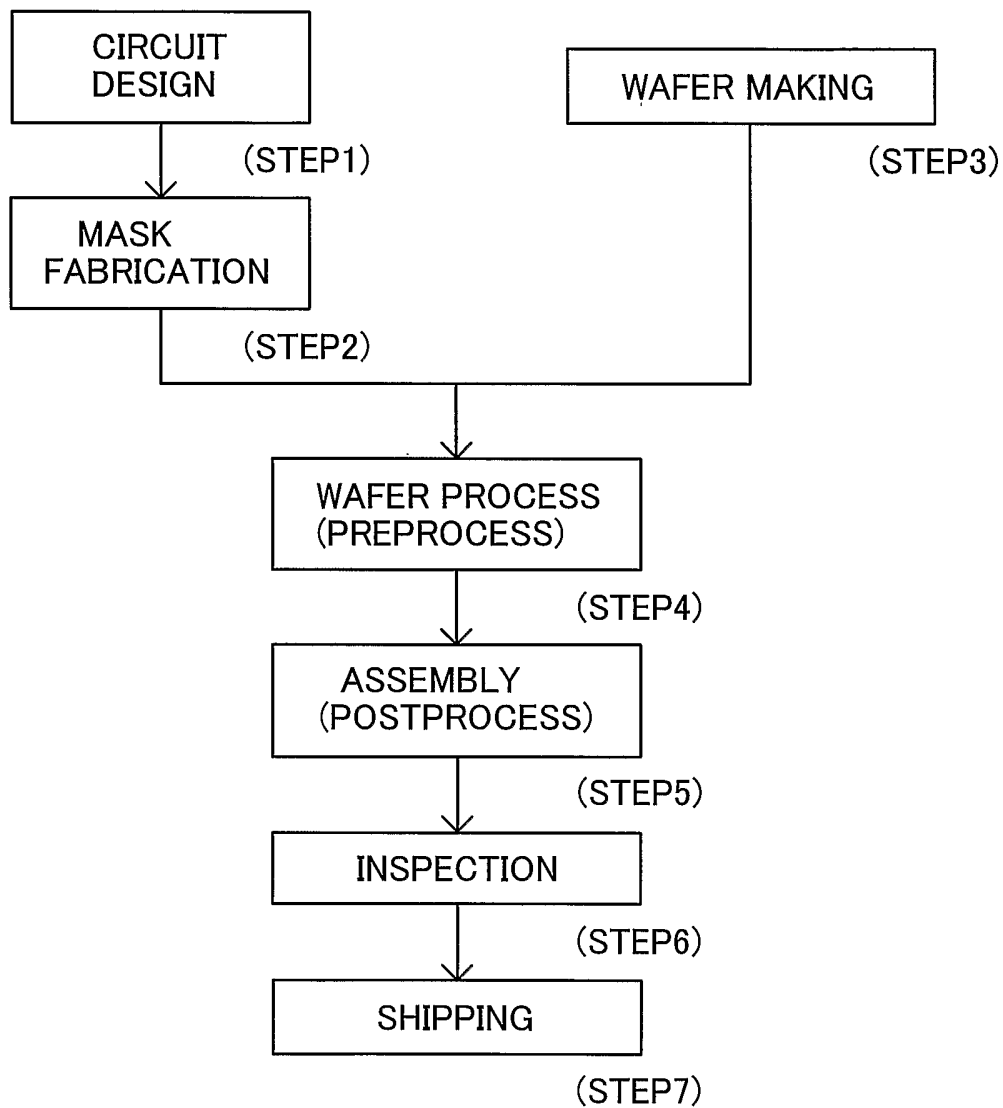 CIRCUIT
DESIGN
(STEP1)
MASK
FABRICATION
(STEP2)
WAFER MAKING
(STEP3)
WAFER PROCESS
(PREPROCESS)
(STEP4)
ASSEMBLY
(POSTPROCESS)
(STEP5)
INSPECTION
(STEP6)
SHIPPING
(STEP7)